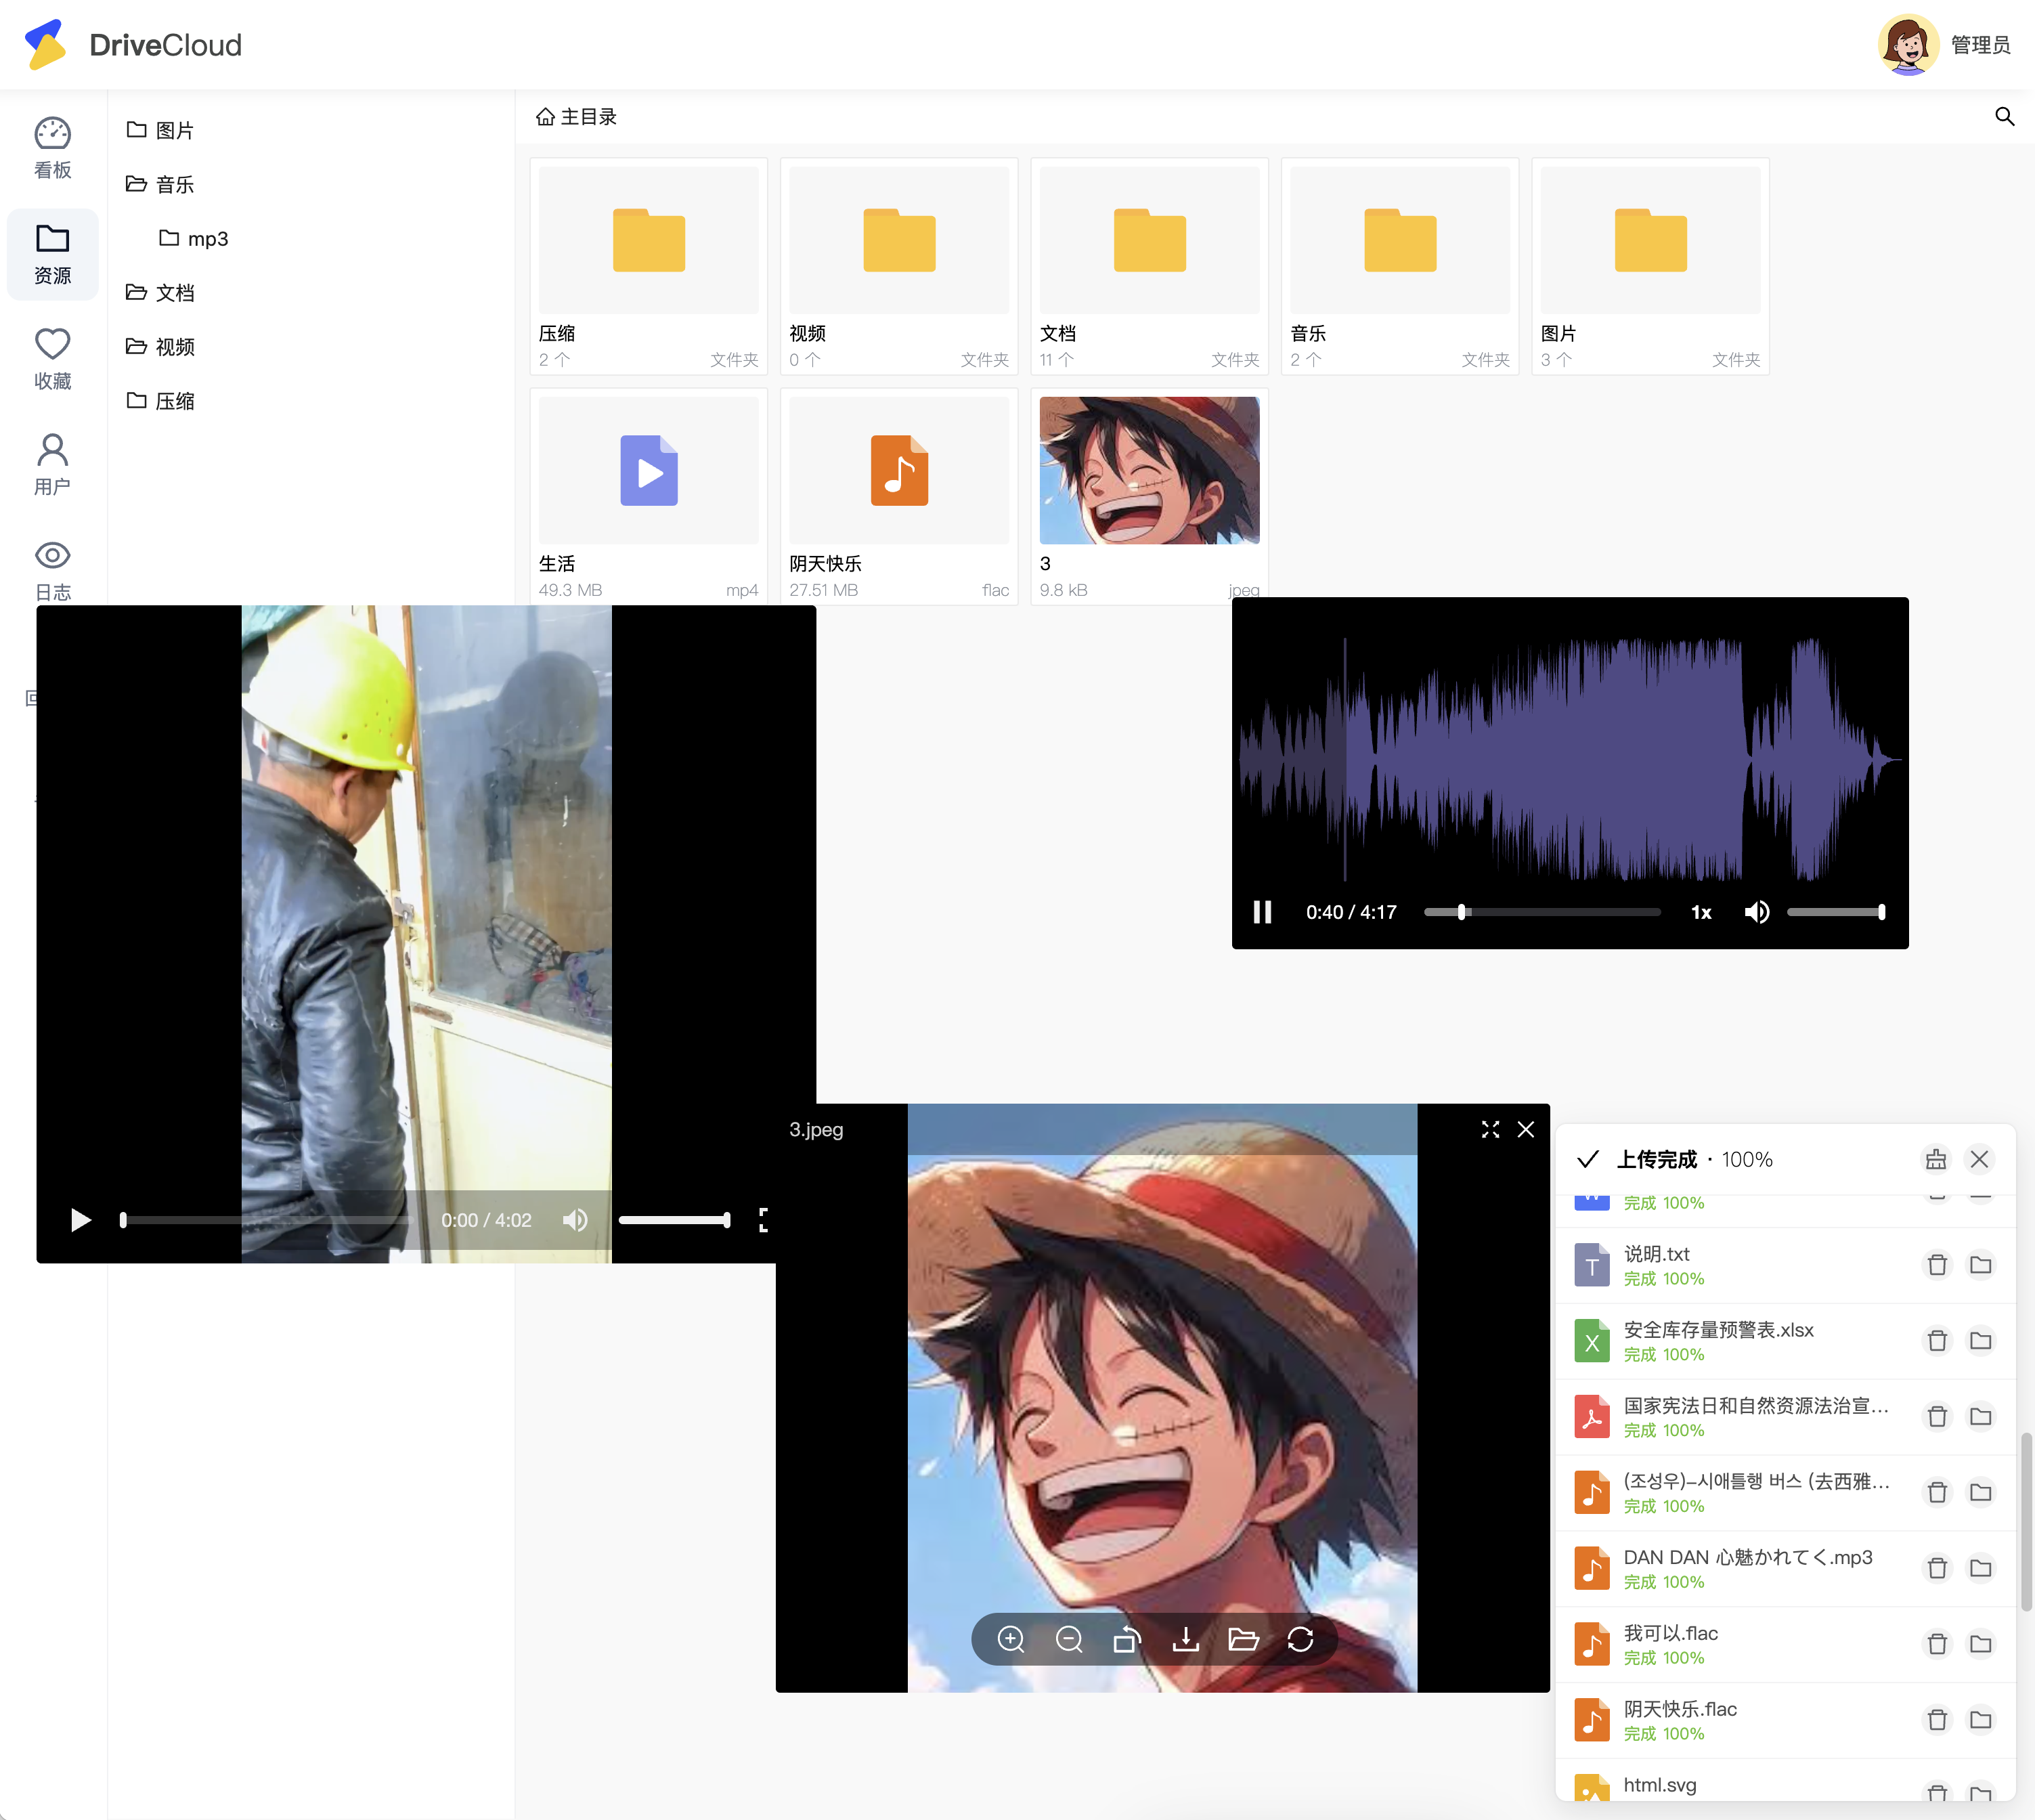 DriveCloud
管理员
看板
资源
收藏
用户
日志
图片
音乐
mp3
文档
视频
压缩
主目录
压缩
2 个 文件夹
视频
0 个 文件夹
文档
11 个 文件夹
音乐
2 个 文件夹
图片
3 个 文件夹
生活
49.3 MB mp4
阴天快乐
27.51 MB flac
3
9.8 kB jpeg
0:40 / 4:17 1x
0:00 / 4:02
3.jpeg
上传完成 · 100%
完成 100%
说明.txt
完成 100%
安全库存量预警表.xlsx
完成 100%
国家宪法日和自然资源法治宣...
完成 100%
(조성우)-시애틀행 버스 (去西雅...
完成 100%
DAN DAN 心魅かれてく.mp3
完成 100%
我可以.flac
完成 100%
阴天快乐.flac
完成 100%
html.svg